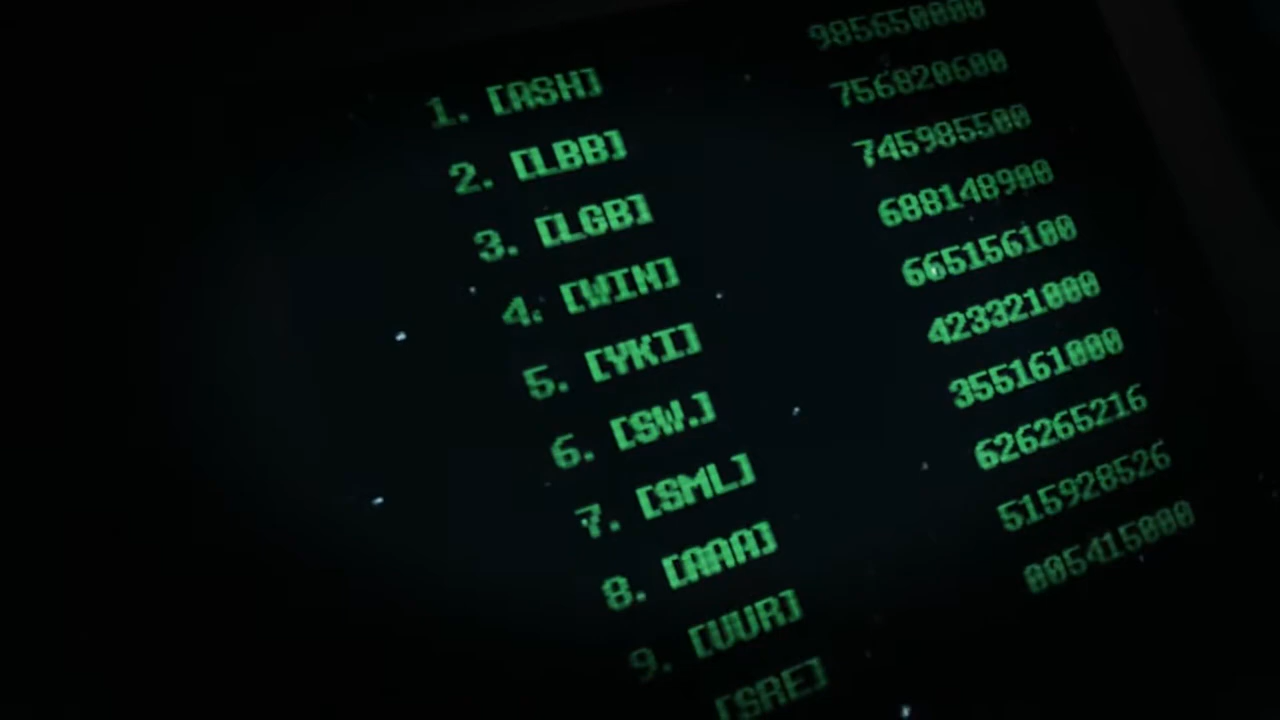 1. [ASH] 985650000
2. [LBB] 756820600
3. [LGB] 745985500
4. [WIN] 688148900
5. [YKI] 665156100
6. [SW.] 423321000
7. [SML] 355161000
8. [AAA] 626265216
9. [UUR] 515928526
[SRE] 005415000